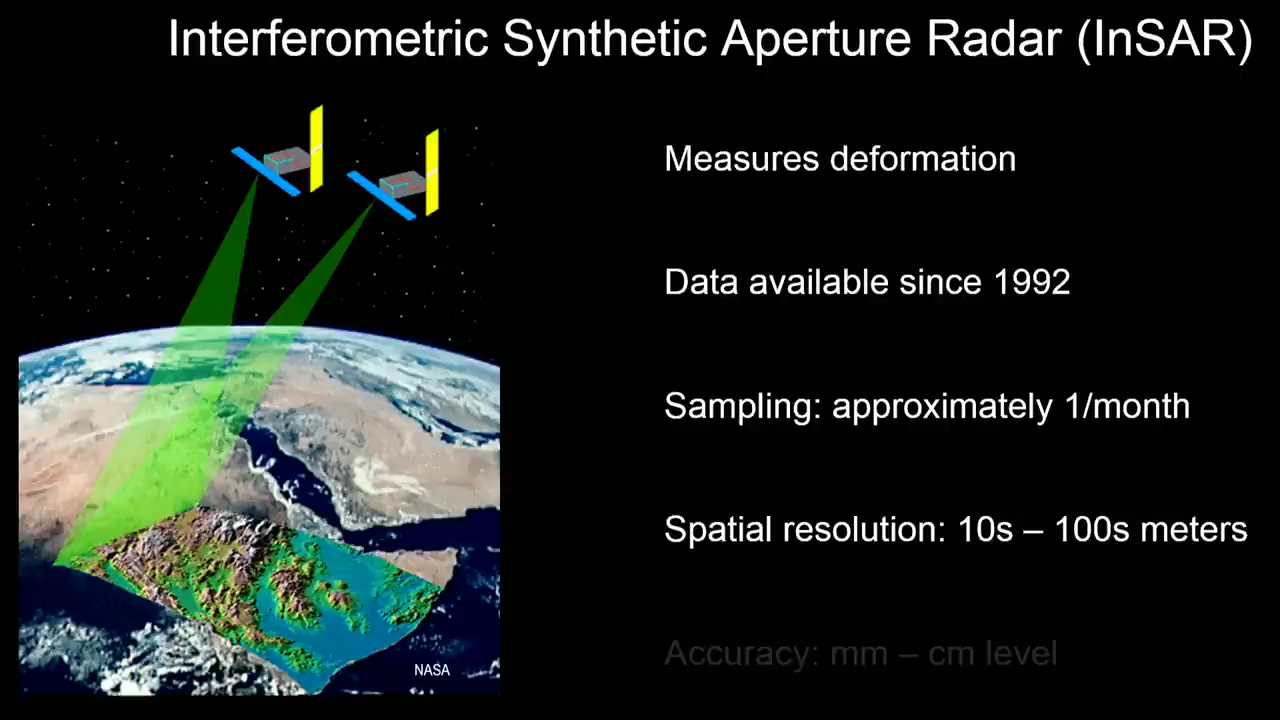 Interferometric Synthetic Aperture Radar (InSAR)
Measures deformation
Data available since 1992
Sampling: approximately 1/month
Spatial resolution: 10s – 100s meters
Accuracy: mm – cm level
NASA